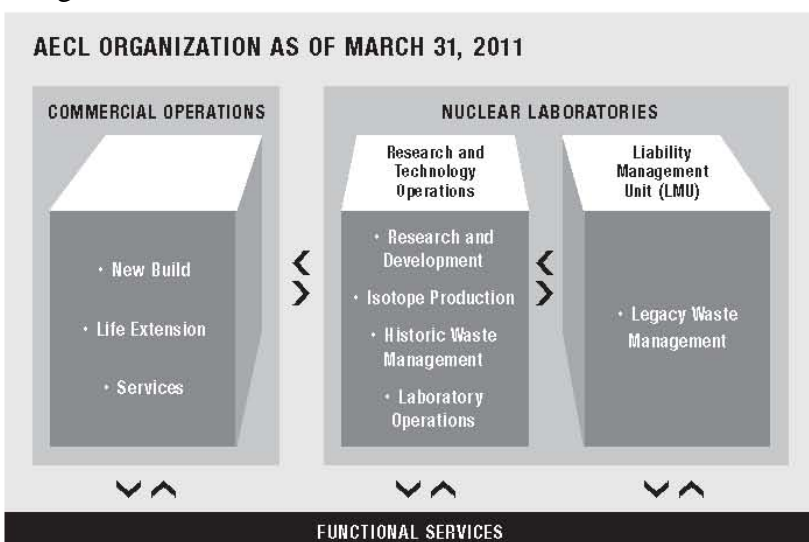 AECL ORGANIZATION AS OF MARCH 31, 2011
COMMERCIAL OPERATIONS
• New Build
• Life Extension
• Services
NUCLEAR LABORATORIES
Research and
Technology
Operations
• Research and
Development
• Isotope Production
• Historic Waste
Management
• Laboratory
Operations
Liability
Management
Unit (LMU)
• Legacy Waste
Management
FUNCTIONAL SERVICES